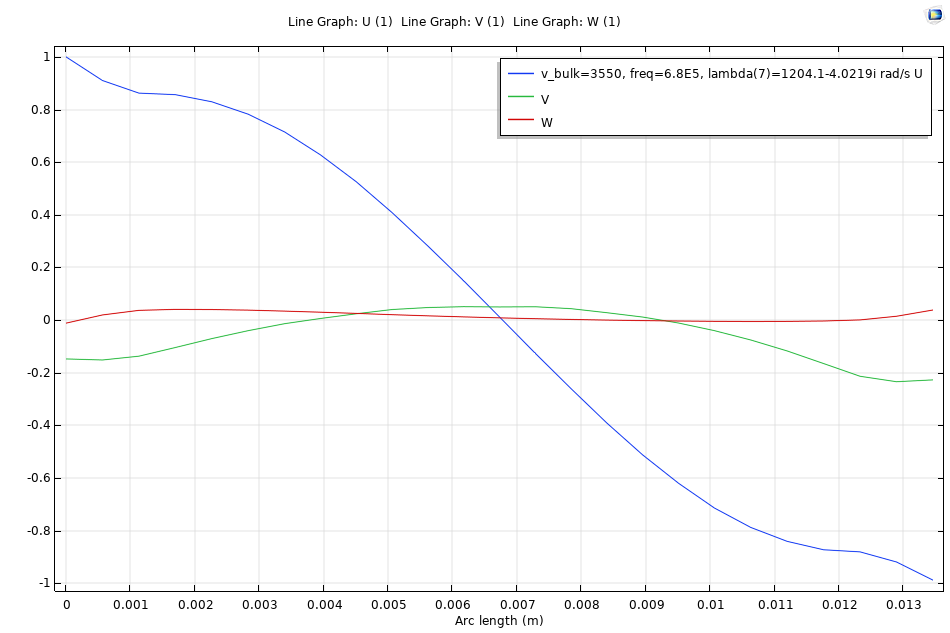 Line Graph: U (1) Line Graph: V (1) Line Graph: W (1)
v_bulk=3550, freq=6.8E5, lambda(7)=1204.1-4.0219i rad/s U
V
W
1
0.8
0.6
0.4
0.2
0
-0.2
-0.4
-0.6
-0.8
-1
0 0.001 0.002 0.003 0.004 0.005 0.006 0.007 0.008 0.009 0.01 0.011 0.012 0.013
Arc length (m)